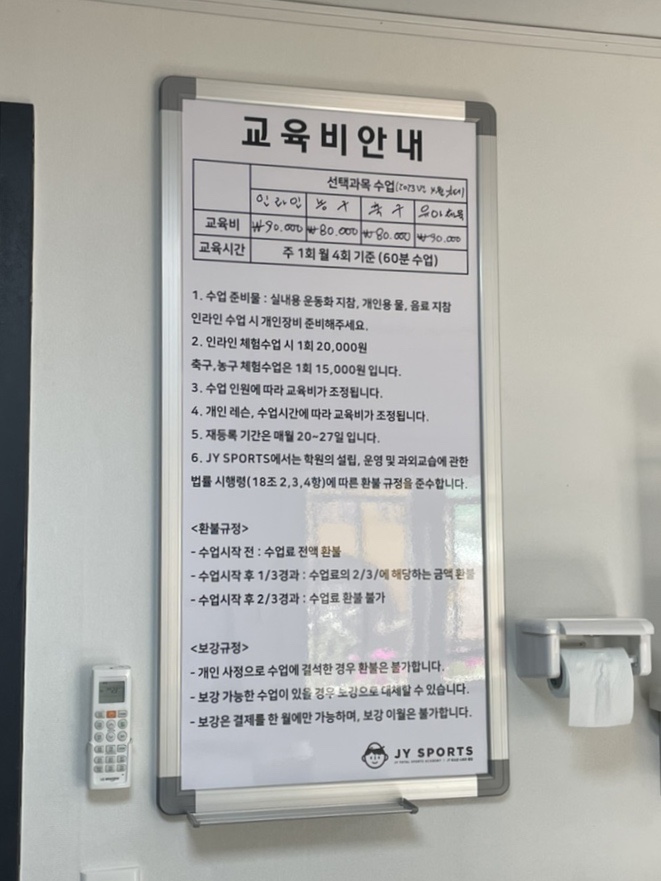 교육비안내
선택과목 수업(2023년
인라인 농구 축구 유아체육
교육비 ₩90.000 ₩80.000 ₩80.000 ₩90.000
교육시간 주 1회 월 4회 기준 (60분 수업)
1. 수업 준비물 : 실내용 운동화 지참, 개인용 물, 음료 지참
인라인 수업 시 개인장비 준비해주세요.
2. 인라인 체험수업 시 1회 20,000원
축구,농구 체험수업은 1회 15,000원 입니다.
3. 수업 인원에 따라 교육비가 조정됩니다.
4. 개인 레슨, 수업시간에 따라 교육비가 조정됩니다.
5. 재등록 기간은 매월 20~27일 입니다.
6. JY SPORTS에서는 학원의 설립, 운영 및 과외교습에 관한
법률 시행령(18조 2,3,4항)에 따른 환불 규정을 준수합니다.
<환불규정>
- 수업시작 전 : 수업료 전액 환불
- 수업시작 후 1/3경과 : 수업료의 2/3/에 해당하는 금액 환불
- 수업시작 후 2/3경과 : 수업료 환불 불가
<보강규정>
- 개인 사정으로 수업에 결석한 경우 환불은 불가합니다.
- 보강 가능한 수업이 있을 경우 보강으로 대체할 수 있습니다.
- 보강은 결제를 한 월에만 가능하며, 보강 이월은 불가합니다.
JY SPORTS